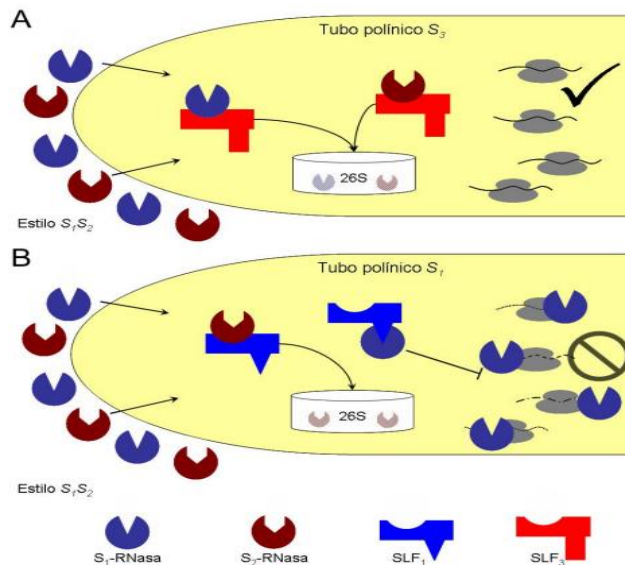 A
Tubo polínico S₃
26S
Estilo S₁S₂
B
Tubo polínico S₁
26S
Estilo S₁S₂
S₁-RNasa S₂-RNasa SLF₁ SLF₃